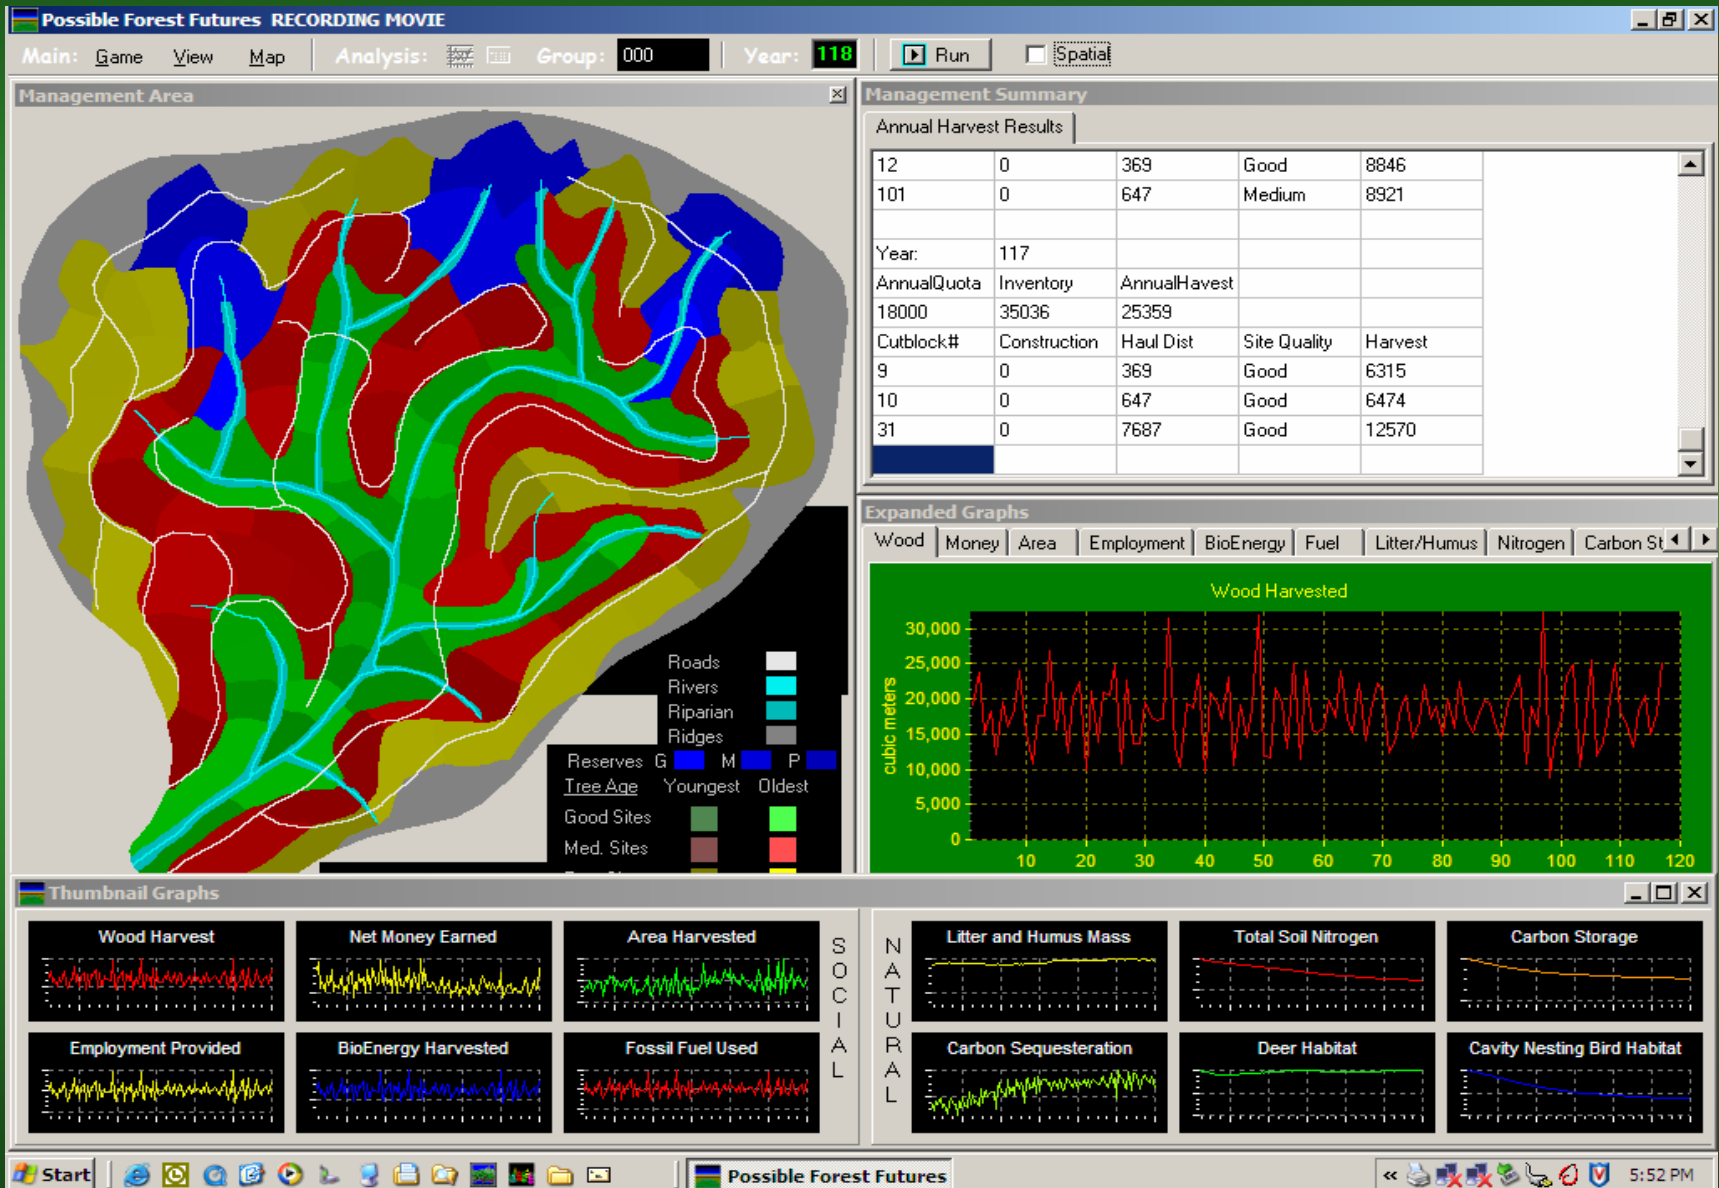 Possible Forest Futures RECORDING MOVIE
Main: Game View Map Analysis: Group: 000 Year: 118 Run Spatial
Management Area
Roads
Rivers
Riparian
Ridges
Reserves G M P
Tree Age Youngest Oldest
Good Sites
Med. Sites
Management Summary
Annual Harvest Results
12 0 369 Good 8846
101 0 647 Medium 8921
Year: 117
AnnualQuota Inventory AnnualHavest
18000 35036 25359
Cutblock# Construction Haul Dist Site Quality Harvest
9 0 369 Good 6315
10 0 647 Good 6474
31 0 7687 Good 12570
Expanded Graphs
Wood Money Area Employment BioEnergy Fuel Litter/Humus Nitrogen Carbon St
Wood Harvested
cubic meters
30,000
25,000
20,000
15,000
10,000
5,000
0
10 20 30 40 50 60 70 80 90 100 110 120
Thumbnail Graphs
Wood Harvest Net Money Earned Area Harvested
Employment Provided BioEnergy Harvested Fossil Fuel Used
SOCIAL
NATURAL
Litter and Humus Mass Total Soil Nitrogen Carbon Storage
Carbon Sequesteration Deer Habitat Cavity Nesting Bird Habitat
Start Possible Forest Futures 5:52 PM